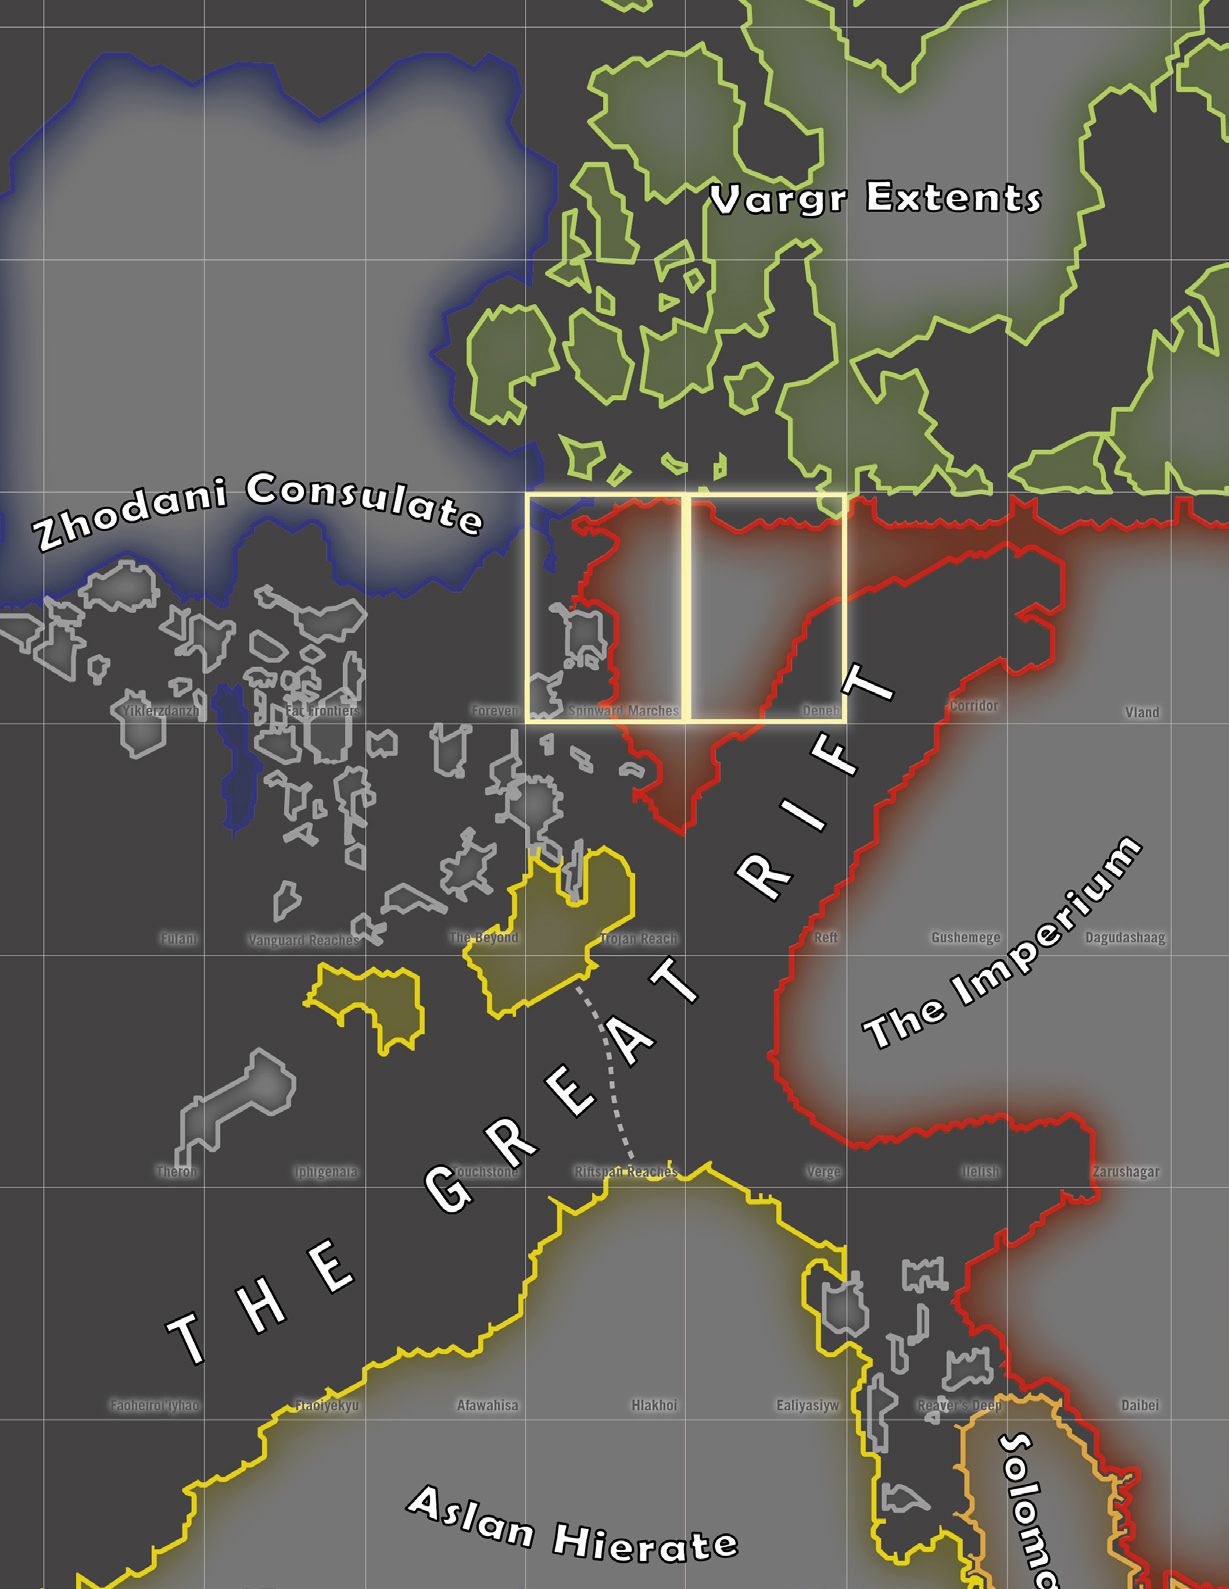 Vargr Extents
Zhodani Consulate
Yiklerzdanzh
Far Frontiers
Foreven
Spinward Marches
Deneb
Corridor
Vland
Fulani
Vanguard Reaches
The Beyond
Trojan Reach
Reft
Gushemege
Dagudashaag
The Imperium
THE GREAT RIFT
Theron
Iphigenaia
Touchstone
Riftspan Reaches
Verge
Ilelish
Zarushagar
Faoheiroi'iyhao
Ftaoiyekyu
Afawahisa
Hlakhoi
Ealiyasiyw
Reaver's Deep
Daibei
Aslan Hierate
Soloma